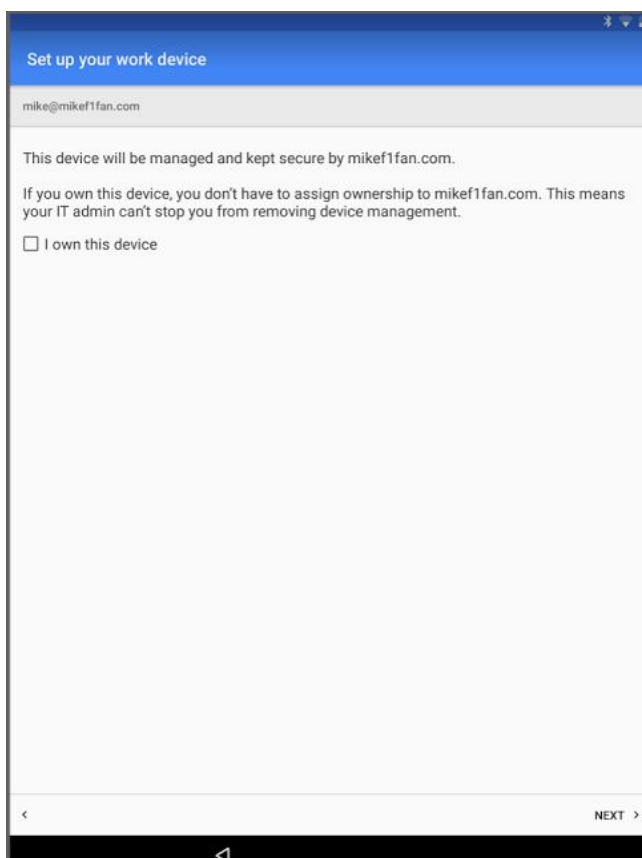 Set up your work device
mike@mikef1fan.com
This device will be managed and kept secure by mikef1fan.com.
If you own this device, you don't have to assign ownership to mikef1fan.com. This means
your IT admin can't stop you from removing device management.
I own this device
NEXT